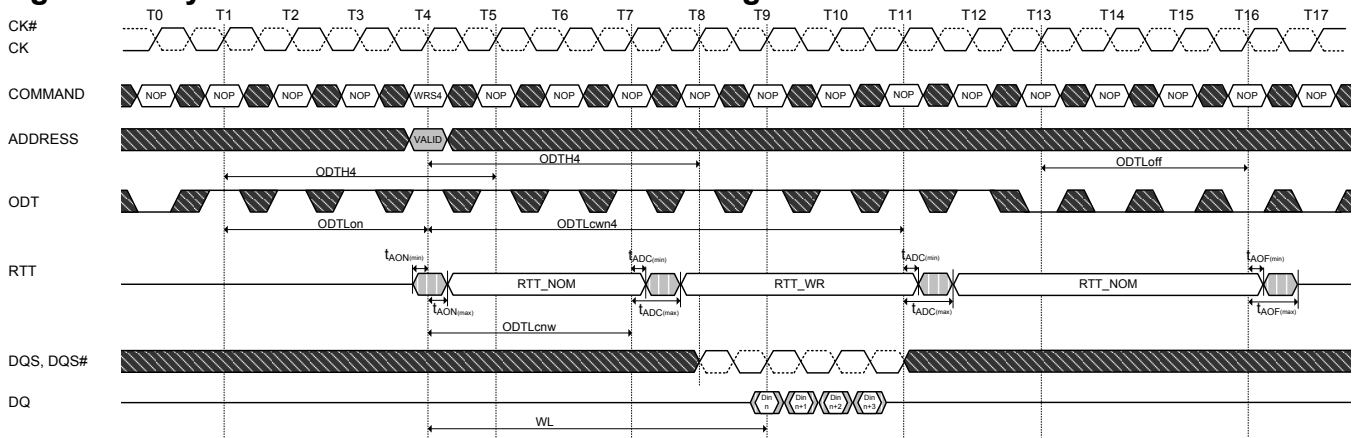 T0 T1 T2 T3 T4 T5 T6 T7 T8 T9 T10 T11 T12 T13 T14 T15 T16 T17
CK#
CK
COMMAND NOP NOP NOP NOP WRS4 NOP NOP NOP NOP NOP NOP NOP NOP NOP NOP NOP NOP NOP
ADDRESS VALID
ODTH4 ODTLoff
ODTH4
ODT
ODTLon ODTLcwn4
tAON(min) tADC(min) tADC(min) tAOF(min)
RTT
RTT_NOM RTT_WR RTT_NOM
tAON(max) tADC(max) tADC(max) tAOF(max)
ODTLcnw
DQS, DQS#
DQ Din n Din n+1 Din n+2 Din n+3
WL